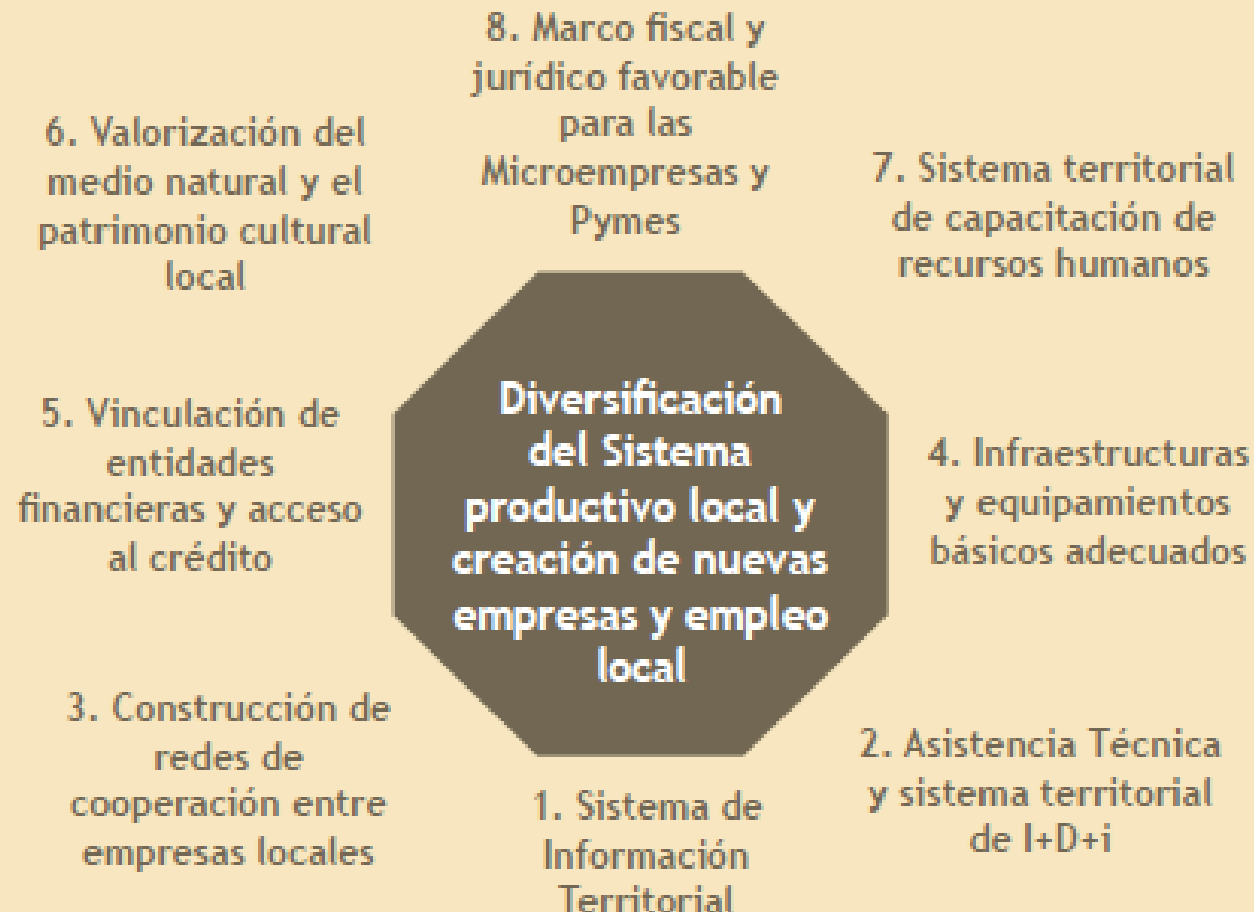 8. Marco fiscal y
jurídico favorable
para las
Microempresas y
Pymes
6. Valorización del
medio natural y el
patrimonio cultural
local
7. Sistema territorial
de capacitación de
recursos humanos
Diversificación
del Sistema
productivo local y
creación de nuevas
empresas y empleo
local
5. Vinculación de
entidades
financieras y acceso
al crédito
4. Infraestructuras
y equipamientos
básicos adecuados
3. Construcción de
redes de
cooperación entre
empresas locales
1. Sistema de
Información
Territorial
2. Asistencia Técnica
y sistema territorial
de I+D+i